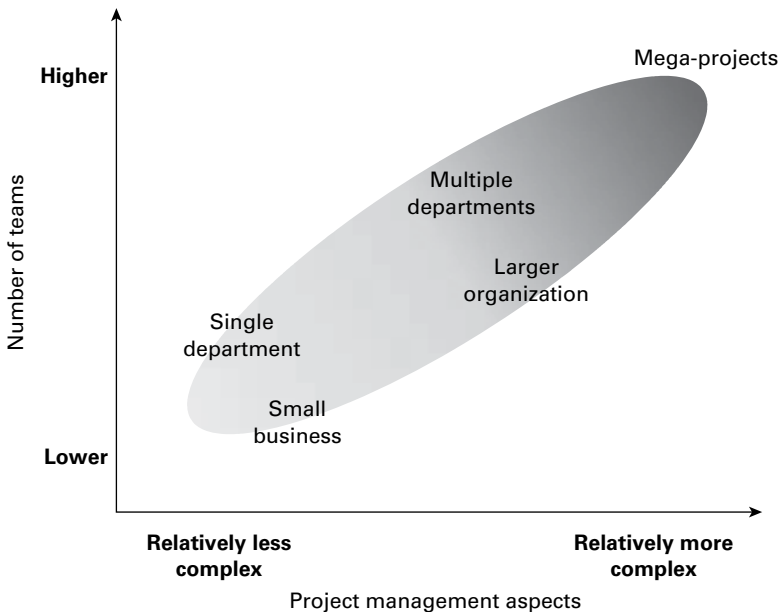 Mega-projects
Higher
Multiple
departments
Number of teams
Larger
organization
Single
department
Small
business
Lower
Relatively less
complex
Relatively more
complex
Project management aspects